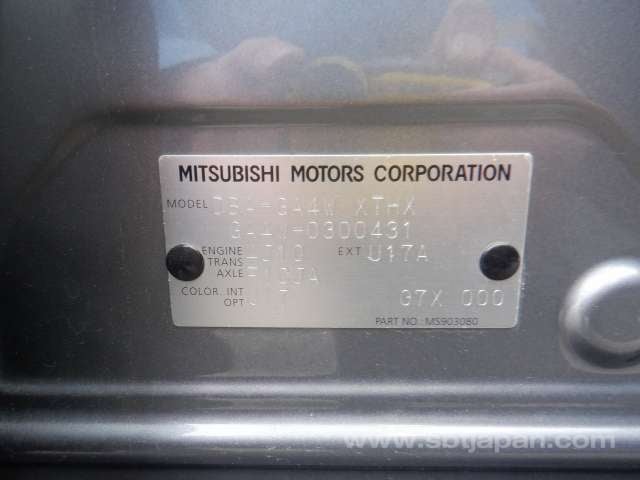 MITSUBISHI MOTORS CORPORATION
MODEL DBA-GA4W XTHX
GA4W-0300431
ENGINE 4J10 EXT U17A
TRANS
AXLE F1CJA
COLOR. INT
OPT G7X 000
PART NO.:MS903080
www.sbtjapan.com